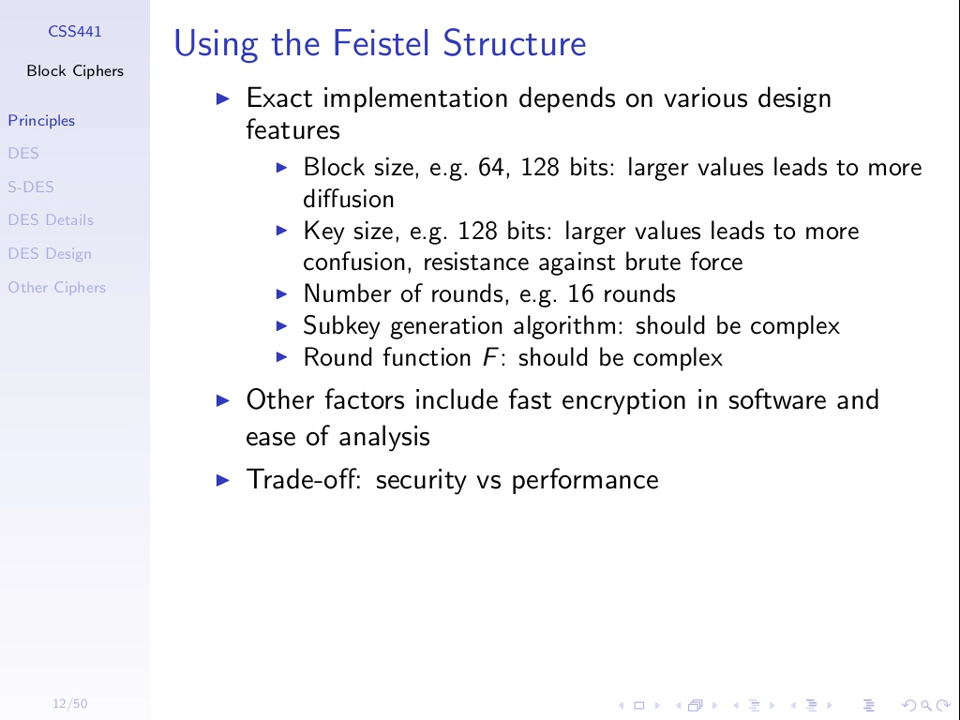 CSS441
Block Ciphers
Principles
DES
S-DES
DES Details
DES Design
Other Ciphers
12/50
Using the Feistel Structure
Exact implementation depends on various design
features
Block size, e.g. 64, 128 bits: larger values leads to more
diffusion
Key size, e.g. 128 bits: larger values leads to more
confusion, resistance against brute force
Number of rounds, e.g. 16 rounds
Subkey generation algorithm: should be complex
Round function F: should be complex
Other factors include fast encryption in software and
ease of analysis
Trade-off: security vs performance